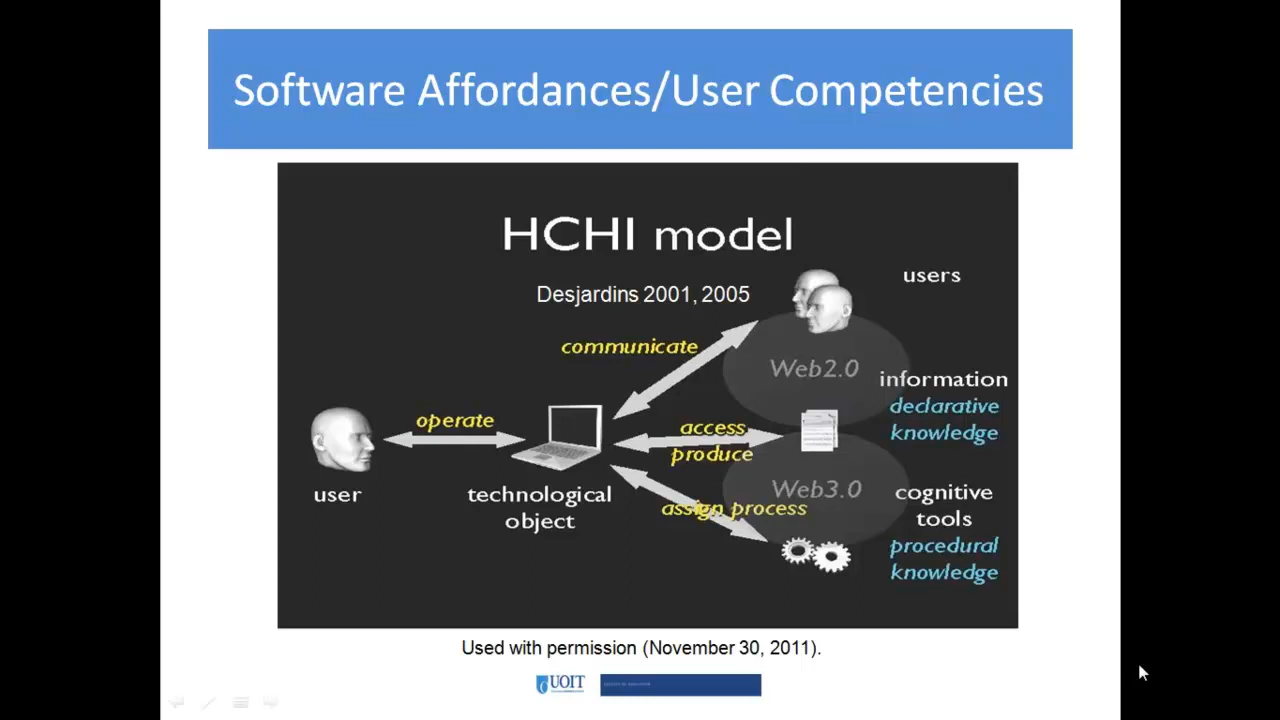 Software Affordances/User Competencies
HCHI model
Desjardins 2001, 2005
users
communicate
Web2.0
information
declarative
knowledge
operate
access
produce
user
technological
object
Web3.0
assign process
cognitive
tools
procedural
knowledge
Used with permission (November 30, 2011).
UOIT